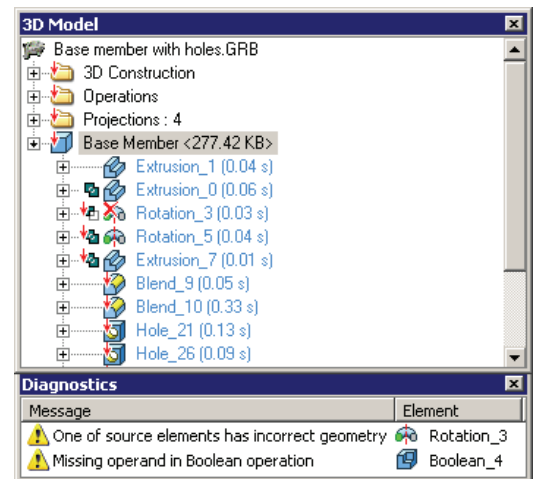 3D Model
Base member with holes.GRB
3D Construction
Operations
Projections : 4
Base Member <277.42 KB>
Extrusion_1 (0.04 s)
Extrusion_0 (0.06 s)
Rotation_3 (0.03 s)
Rotation_5 (0.04 s)
Extrusion_7 (0.01 s)
Blend_9 (0.05 s)
Blend_10 (0.33 s)
Hole_21 (0.13 s)
Hole_26 (0.09 s)
Diagnostics
Message Element
One of source elements has incorrect geometry Rotation_3
Missing operand in Boolean operation Boolean_4